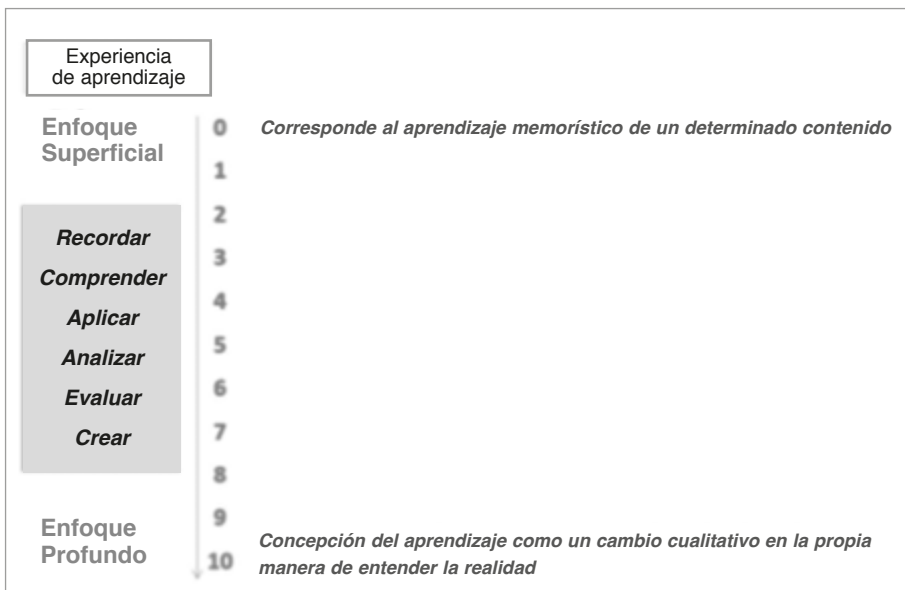 Experiencia
de aprendizaje
Enfoque
Superficial
0
Corresponde al aprendizaje memorístico de un determinado contenido
1
2
Recordar
3
Comprender
4
Aplicar
5
Analizar
6
Evaluar
7
Crear
8
9
Enfoque
Profundo
10
Concepción del aprendizaje como un cambio cualitativo en la propia
manera de entender la realidad